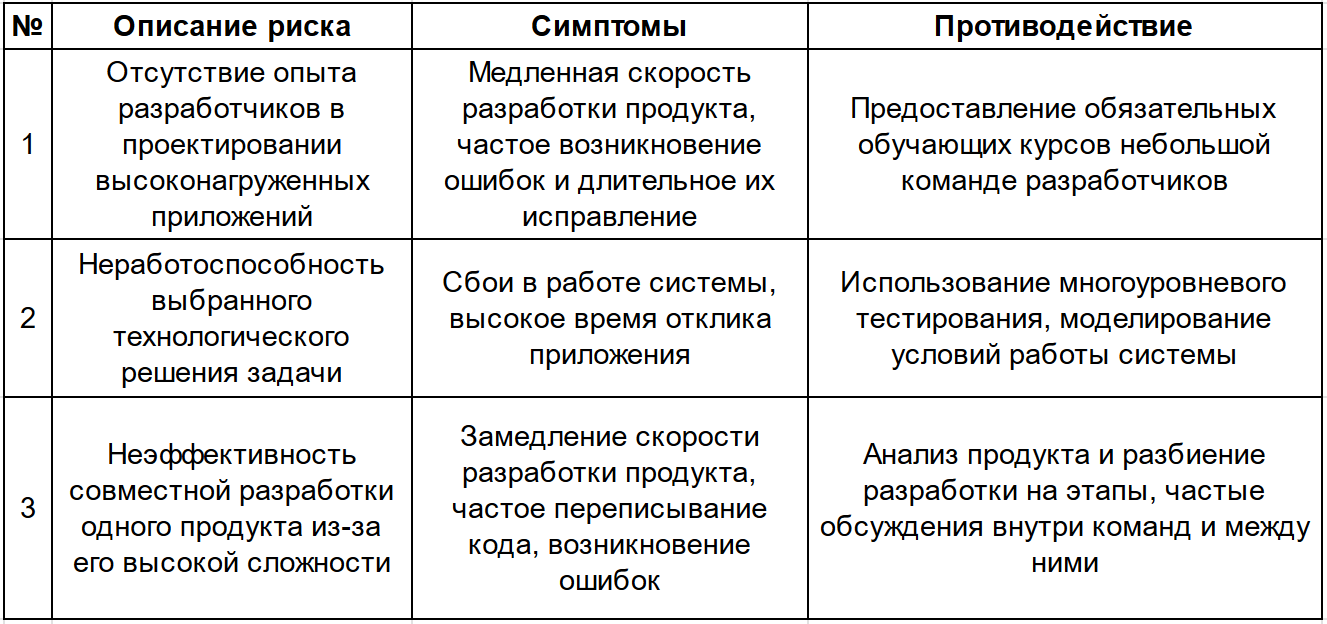 № Описание риска Симптомы Противодействие
1
Отсутствие опыта
разработчиков в
проектировании
высоконагруженных
приложений
Медленная скорость
разработки продукта,
частое возникновение
ошибок и длительное их
исправление
Предоставление обязательных
обучающих курсов небольшой
команде разработчиков
2
Неработоспособность
выбранного
технологического
решения задачи
Сбои в работе системы,
высокое время отклика
приложения
Использование многоуровневого
тестирования, моделирование
условий работы системы
3
Неэффективность
совместной разработки
одного продукта из-за
его высокой сложности
Замедление скорости
разработки продукта,
частое переписывание
кода, возникновение
ошибок
Анализ продукта и разбиение
разработки на этапы, частые
обсуждения внутри команд и между
ними